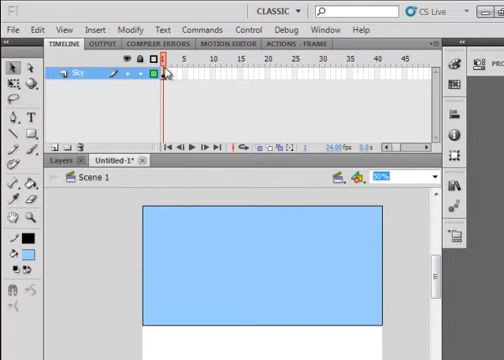 Fl CLASSIC CS Live
File Edit View Insert Modify Text Commands Control Debug Window Help
TIMELINE OUTPUT COMPILER ERRORS MOTION EDITOR ACTIONS - FRAME
1 5 10 15 20 25 30 35 40 45
Sky
PRO
1 24.00 fps 0.0 s
Layers Untitled-1*
Scene 1 50%